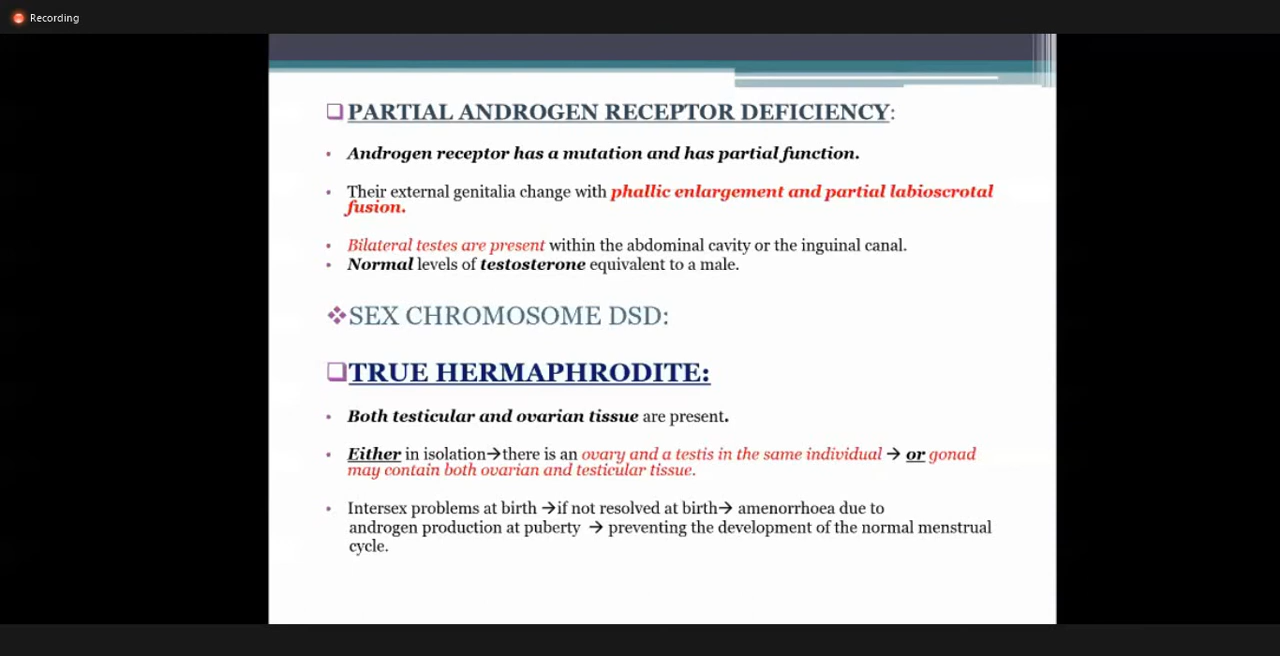 Recording
❑PARTIAL ANDROGEN RECEPTOR DEFICIENCY:
• Androgen receptor has a mutation and has partial function.
• Their external genitalia change with phallic enlargement and partial labioscrotal
fusion.
• Bilateral testes are present within the abdominal cavity or the inguinal canal.
• Normal levels of testosterone equivalent to a male.
❖SEX CHROMOSOME DSD:
❑TRUE HERMAPHRODITE:
• Both testicular and ovarian tissue are present.
• Either in isolation→there is an ovary and a testis in the same individual → or gonad
may contain both ovarian and testicular tissue.
• Intersex problems at birth →if not resolved at birth→ amenorrhoea due to
androgen production at puberty → preventing the development of the normal menstrual
cycle.